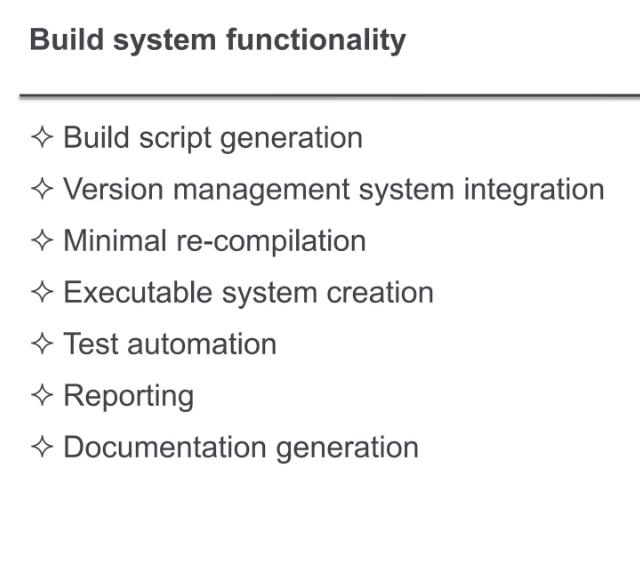 Build system functionality
✧ Build script generation
✧ Version management system integration
✧ Minimal re-compilation
✧ Executable system creation
✧ Test automation
✧ Reporting
✧ Documentation generation